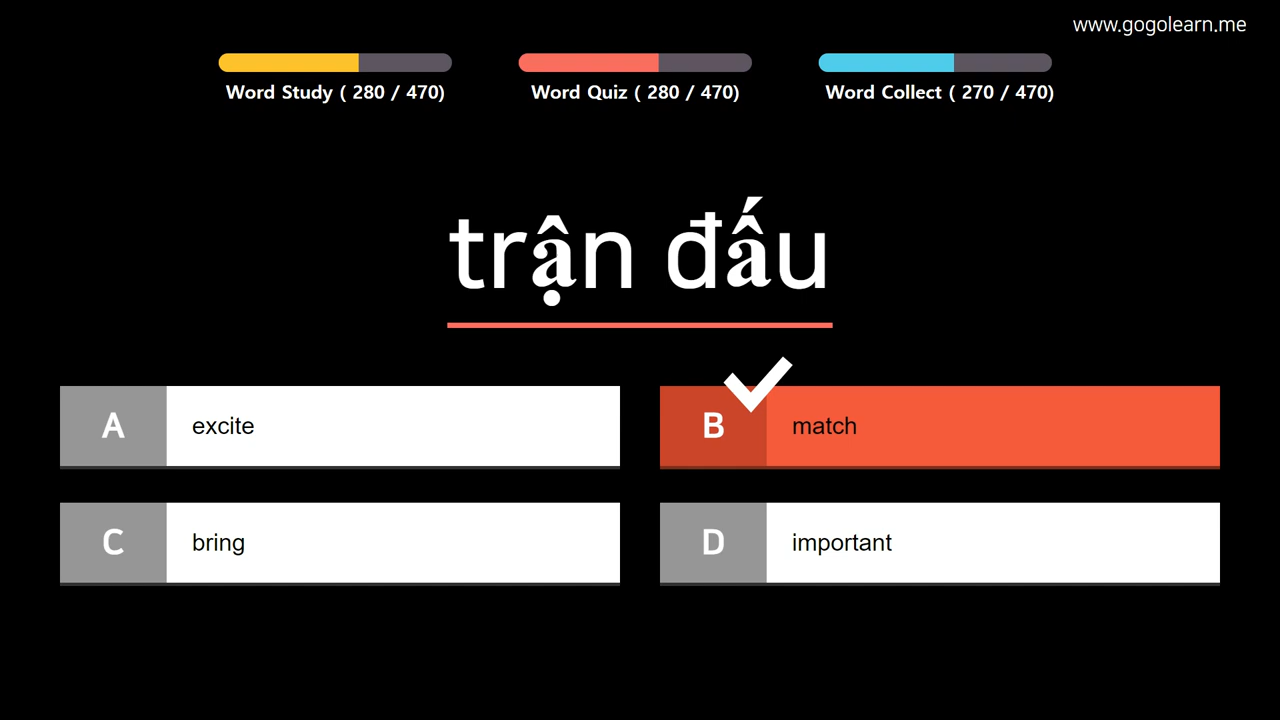 www.gogolearn.me
Word Study ( 280 / 470)
Word Quiz ( 280 / 470)
Word Collect ( 270 / 470)
trận đấu
A excite
B match
C bring
D important